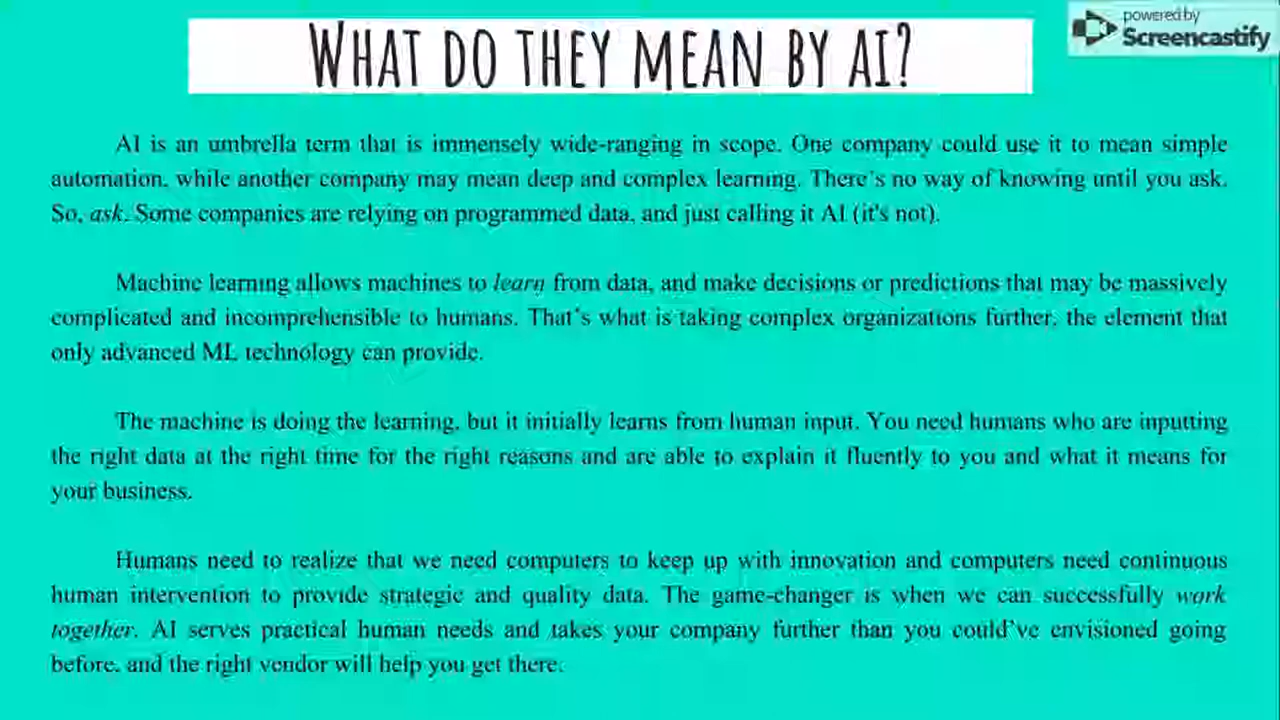 WHAT DO THEY MEAN BY AI?
powered by
Screencastify
AI is an umbrella term that is immensely wide-ranging in scope. One company could use it to mean simple
automation, while another company may mean deep and complex learning. There's no way of knowing until you ask.
So, ask. Some companies are relying on programmed data, and just calling it AI (it's not).
Machine learning allows machines to learn from data, and make decisions or predictions that may be massively
complicated and incomprehensible to humans. That's what is taking complex organizations further, the element that
only advanced ML technology can provide.
The machine is doing the learning, but it initially learns from human input. You need humans who are inputting
the right data at the right time for the right reasons and are able to explain it fluently to you and what it means for
your business.
Humans need to realize that we need computers to keep up with innovation and computers need continuous
human intervention to provide strategic and quality data. The game-changer is when we can successfully work
together. AI serves practical human needs and takes your company further than you could've envisioned going
before, and the right vendor will help you get there.